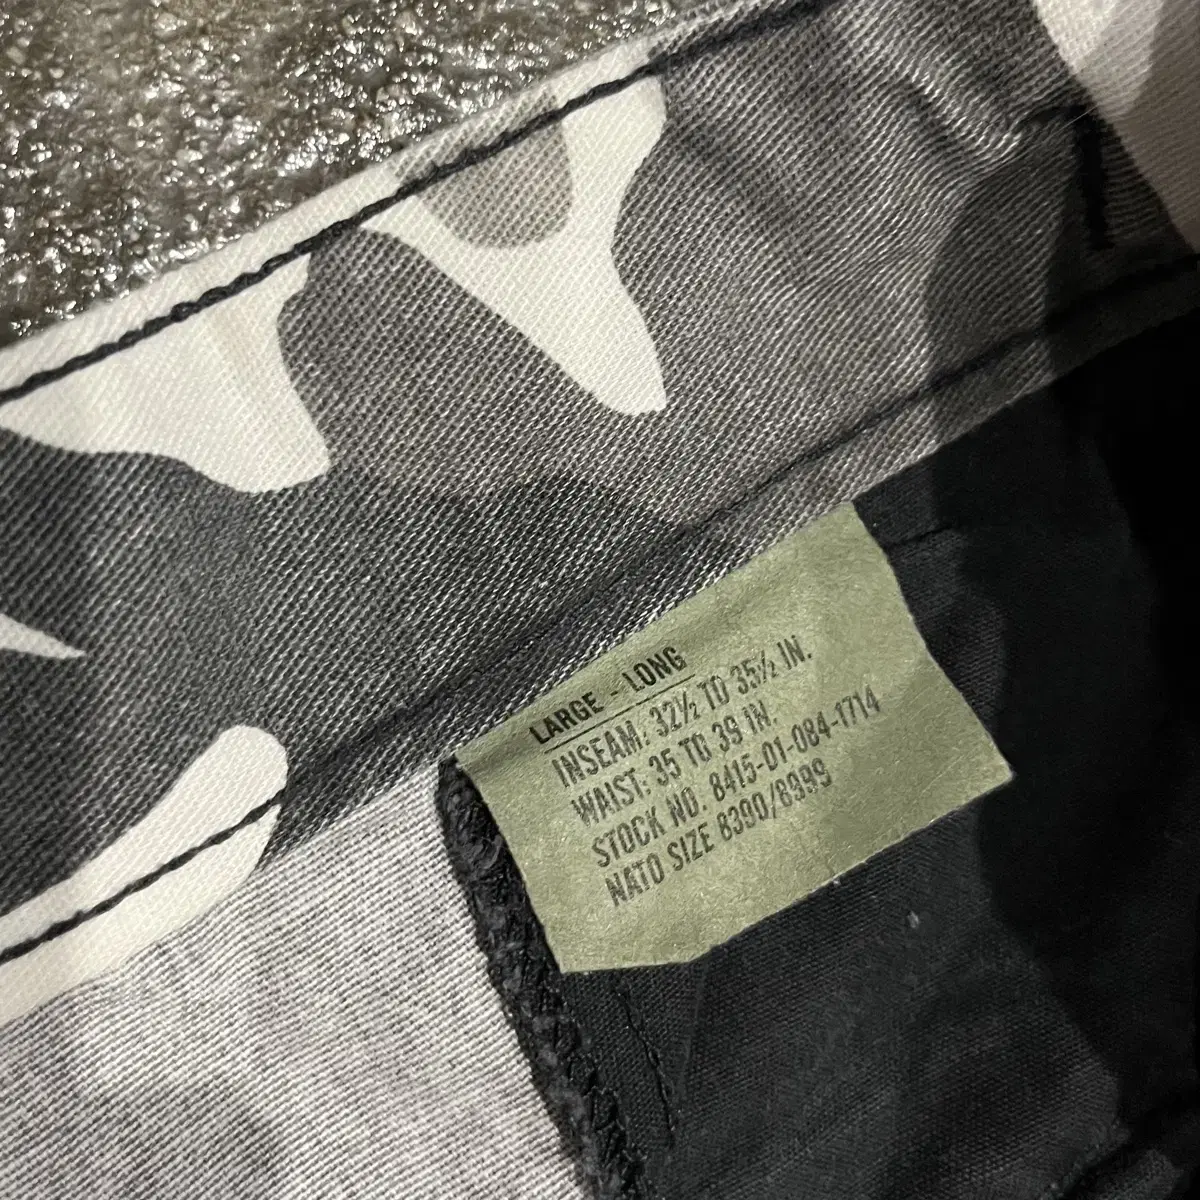 LARGE - LONG
INSEAM: 32½ TO 35½ IN.
WAIST: 35 TO 39 IN.
STOCK NO. 8415-01-084-1714
NATO SIZE 8390/8999